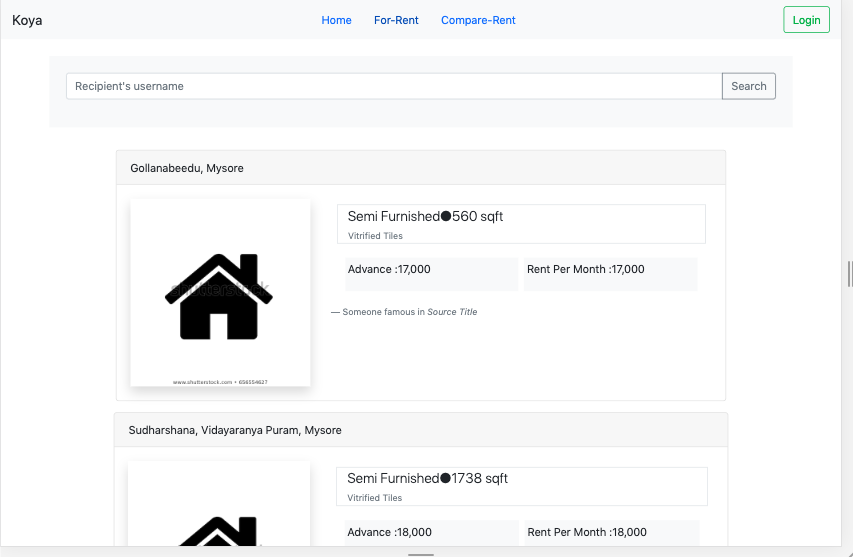 Koya Home For-Rent Compare-Rent Login
Recipient's username Search
Gollanabeedu, Mysore
Semi Furnished●560 sqft
Vitrified Tiles
Advance :17,000 Rent Per Month :17,000
— Someone famous in Source Title
shutterstock
www.shutterstock.com • 656554627
Sudharshana, Vidayaranya Puram, Mysore
Semi Furnished●1738 sqft
Vitrified Tiles
Advance :18,000 Rent Per Month :18,000